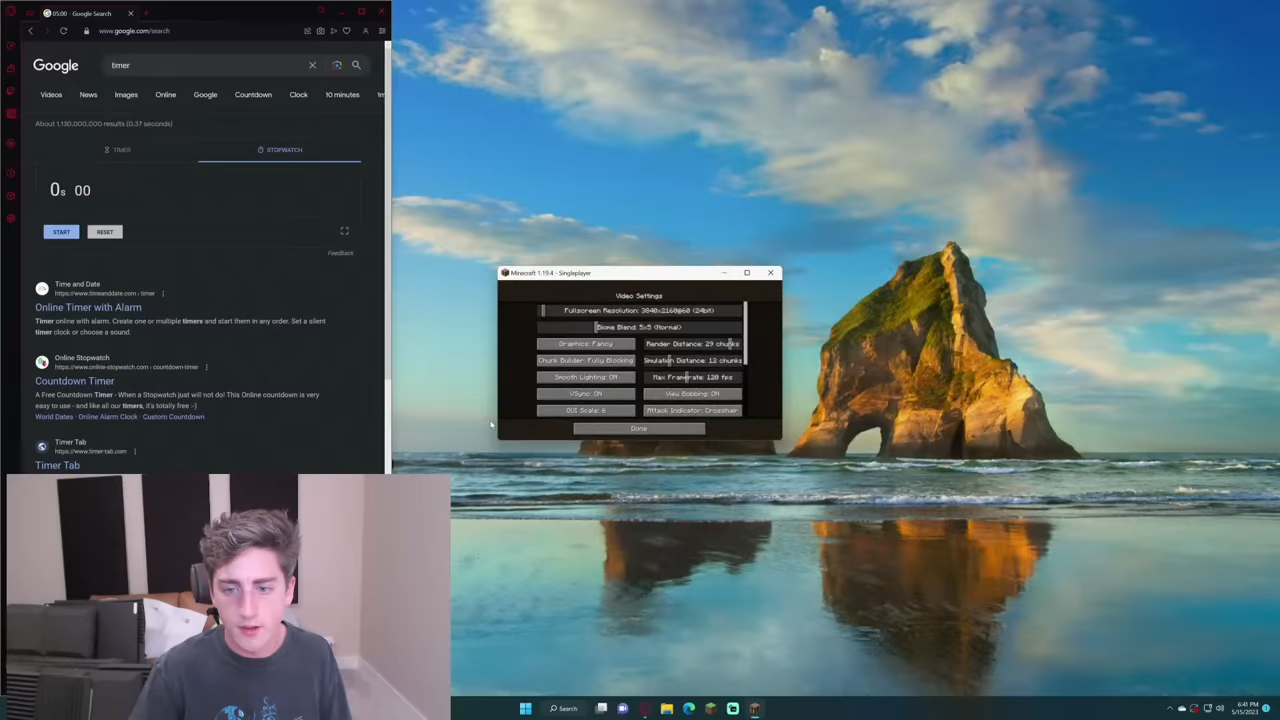 05:00 - Google Search
www.google.com/search
Google
timer
Videos
News
Images
Online
Google
Countdown
Clock
10 minutes
About 1,130,000,000 results (0.37 seconds)
TIMER
STOPWATCH
0s 00
START
RESET
Feedback
Time and Date
https://www.timeanddate.com › timer
Online Timer with Alarm
Timer online with alarm. Create one or multiple timers and start them in any order. Set a silent
timer clock or choose a sound.
Online Stopwatch
https://www.online-stopwatch.com › countdown-timer
Countdown Timer
A Free Countdown Timer - When a Stopwatch just will not do! This Online countdown is very
easy to use - and like all our timers, it's totally free :-)
World Dates · Online Alarm Clock · Custom Countdown
Timer Tab
https://www.timer-tab.com
Timer Tab
Minecraft 1.19.4 - Singleplayer
Video Settings
Fullscreen Resolution: 3840x2160@60 (24bit)
Biome Blend: 5x5 (Normal)
Graphics: Fancy
Render Distance: 29 chunks
Chunk Builder: Fully Blocking
Simulation Distance: 12 chunks
Smooth Lighting: ON
Max Framerate: 120 fps
VSync: ON
View Bobbing: ON
GUI Scale: 6
Attack Indicator: Crosshair
Done
Search
6:41 PM
5/15/2023